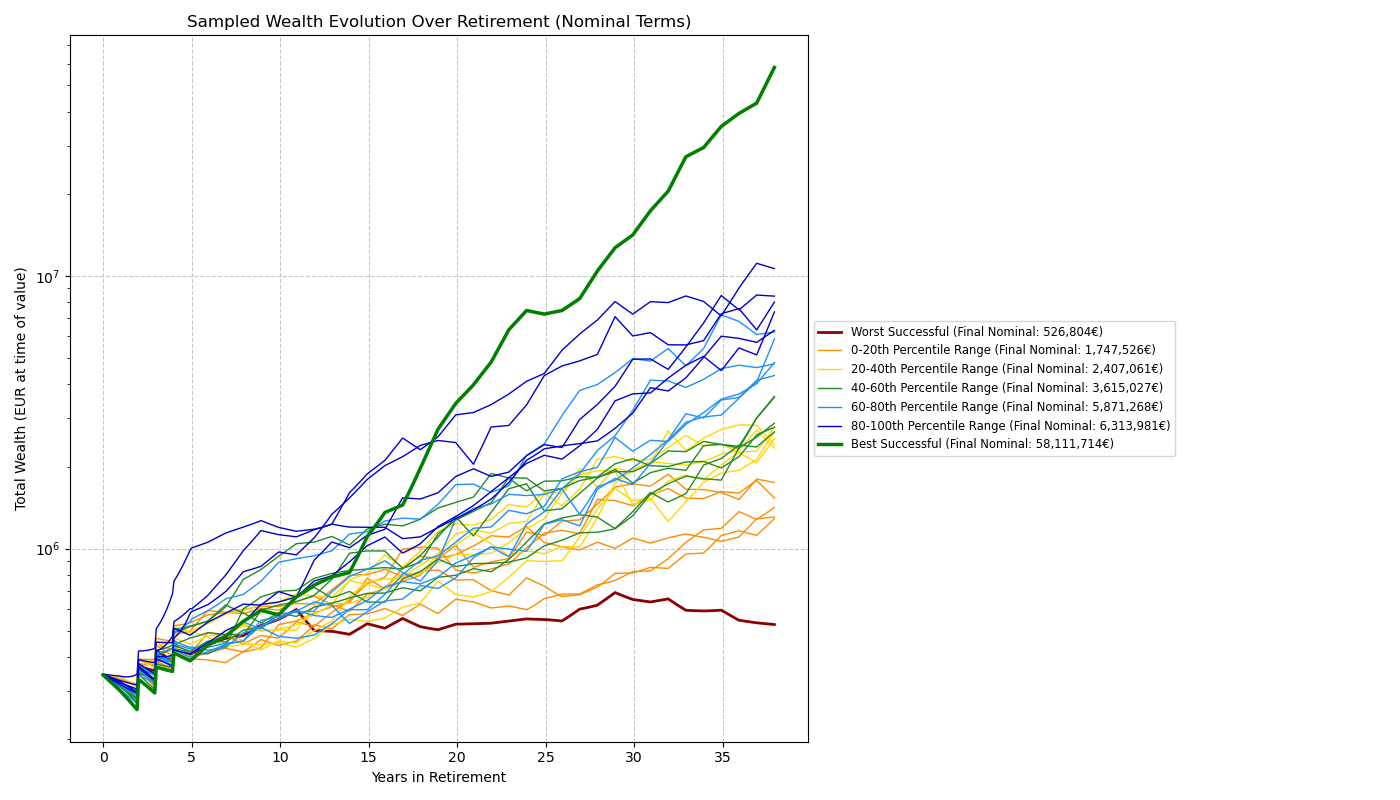 Sampled Wealth Evolution Over Retirement (Nominal Terms)
Total Wealth (EUR at time of value)
10^7
10^6
0 5 10 15 20 25 30 35
Years in Retirement
Worst Successful (Final Nominal: 526,804€)
0-20th Percentile Range (Final Nominal: 1,747,526€)
20-40th Percentile Range (Final Nominal: 2,407,061€)
40-60th Percentile Range (Final Nominal: 3,615,027€)
60-80th Percentile Range (Final Nominal: 5,871,268€)
80-100th Percentile Range (Final Nominal: 6,313,981€)
Best Successful (Final Nominal: 58,111,714€)